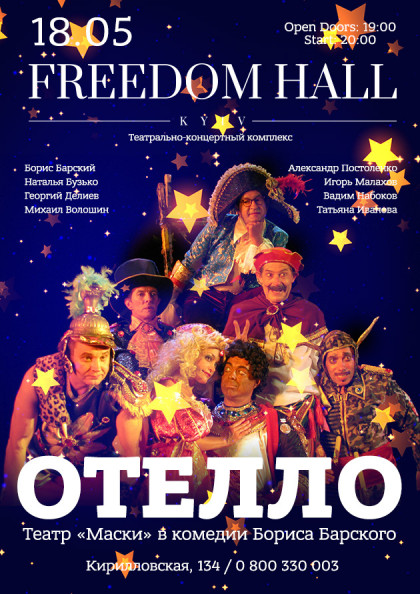 18.05
Open Doors: 19:00
Start: 20:00
FREEDOM HALL
KYIV
Театрально-концертный комплекс
Борис Барский
Наталья Бузько
Георгий Делиев
Михаил Волошин
Александр Постоленко
Игорь Малахов
Вадим Набоков
Татьяна Иванова
ОТЕЛЛО
Театр «Маски» в комедии Бориса Барского
Кирилловская, 134 / 0 800 330 003